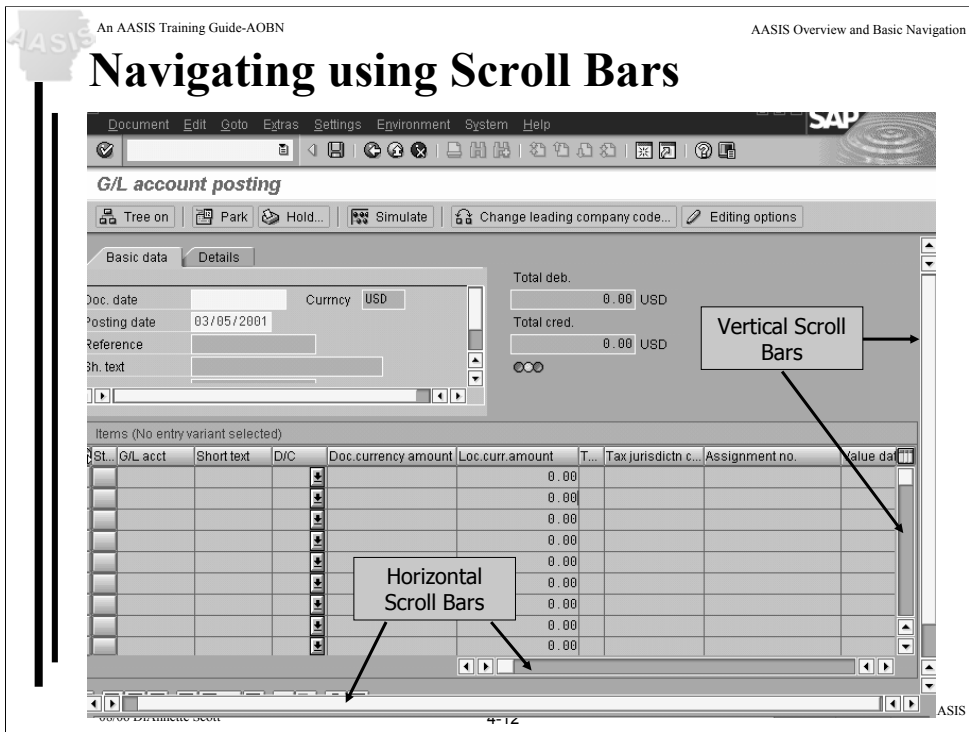 An AASIS Training Guide-AOBN
AASIS Overview and Basic Navigation
AASIS
Navigating using Scroll Bars
Document Edit Goto Extras Settings Environment System Help
SAP
G/L account posting
Tree on Park Hold... Simulate Change leading company code... Editing options
Basic data Details
Total deb.
0.00 USD
Doc. date Currncy USD
Posting date 03/05/2001
Total cred.
0.00 USD
Reference
Sh. text
Vertical Scroll
Bars
Items (No entry variant selected)
St... G/L acct Short text D/C Doc.currency amount Loc.curr.amount T... Tax jurisdictn c... Assignment no. Value dat
0.00
0.00
0.00
0.00
0.00
0.00
0.00
0.00
0.00
Horizontal
Scroll Bars
4-12
ASIS